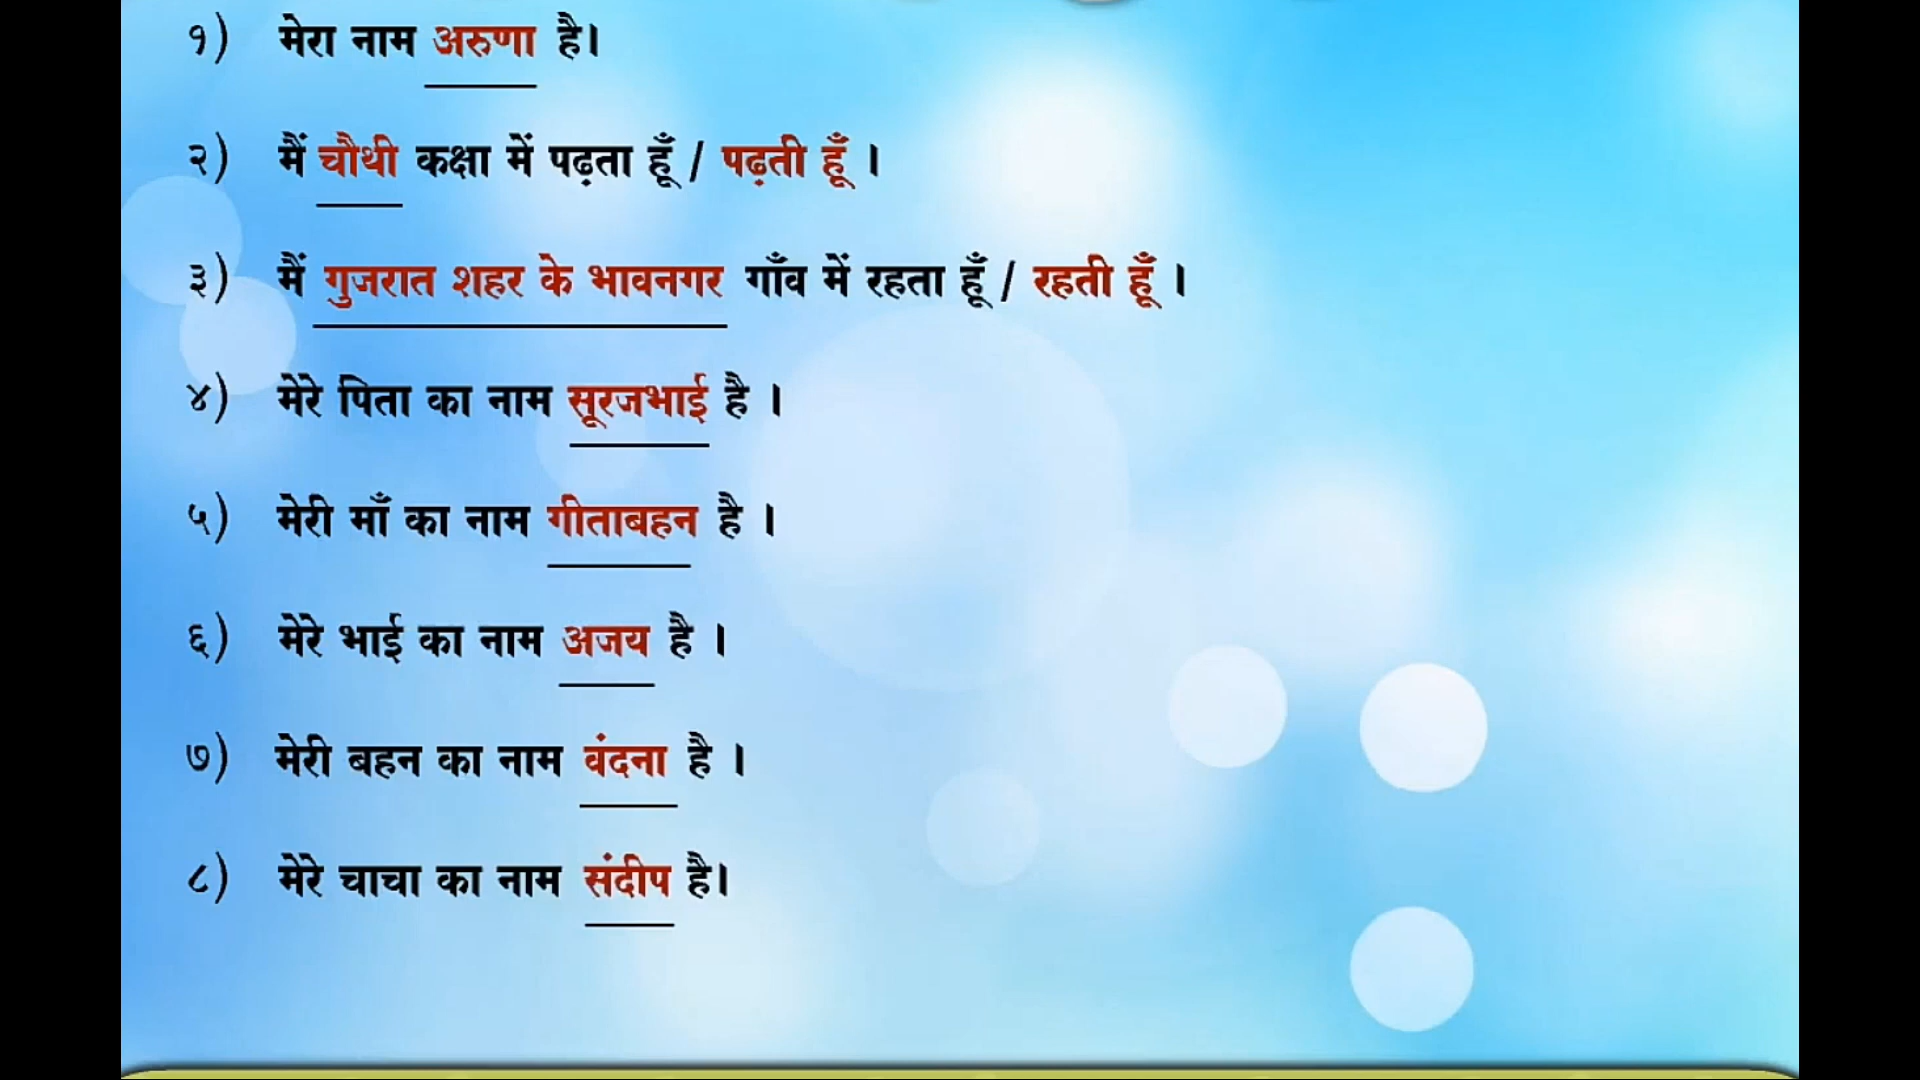 १) मेरा नाम अरुणा है।
२) मैं चौथी कक्षा में पढ़ता हूँ / पढ़ती हूँ ।
३) मैं गुजरात शहर के भावनगर गाँव में रहता हूँ / रहती हूँ ।
४) मेरे पिता का नाम सूरजभाई है ।
५) मेरी माँ का नाम गीताबहन है ।
६) मेरे भाई का नाम अजय है ।
७) मेरी बहन का नाम वंदना है ।
८) मेरे चाचा का नाम संदीप है।